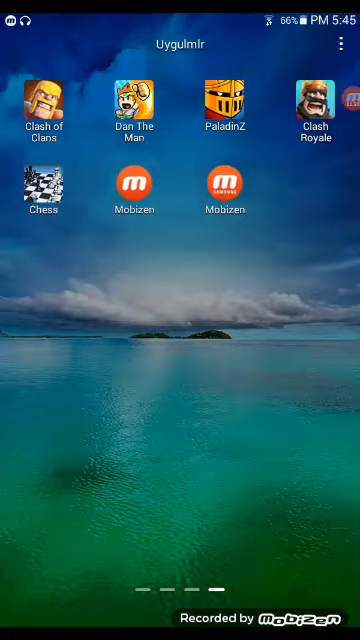 66% PM 5:45
Uygulmlr
Clash of Clans
Dan The Man
PaladinZ
Clash Royale
Chess
Mobizen
m SAMSUNG
Mobizen
Recorded by mobizen